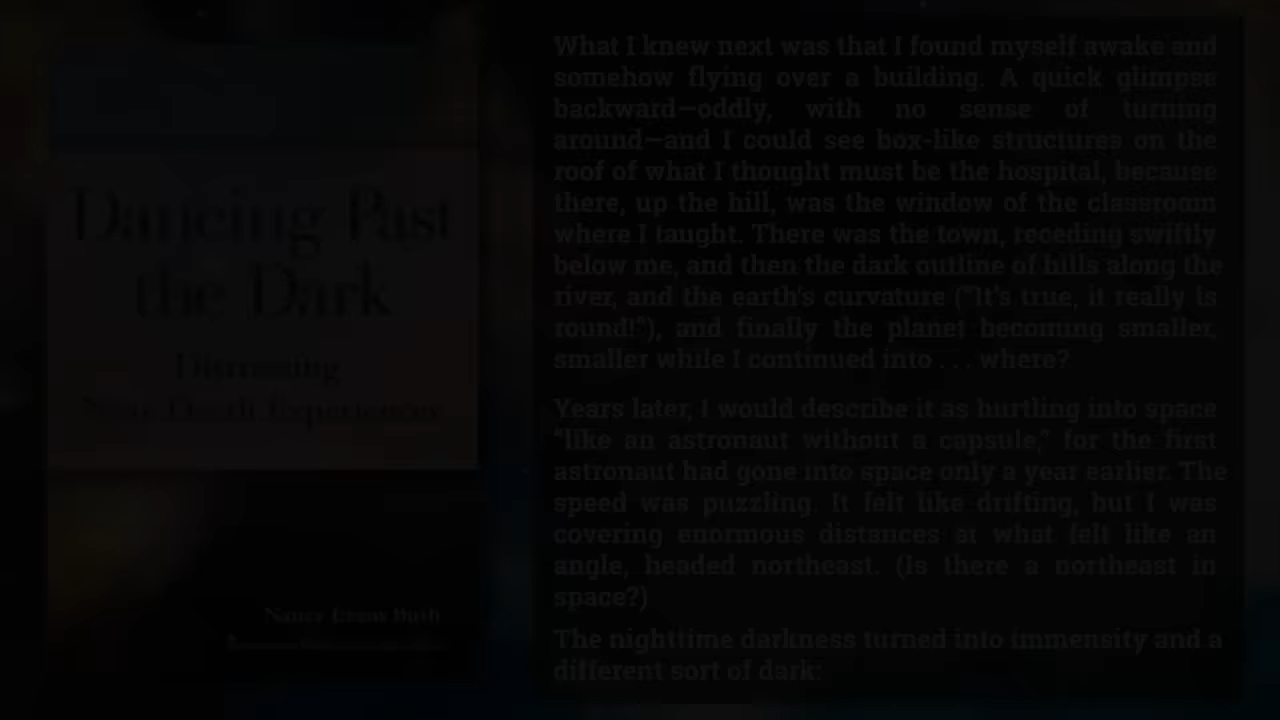 Dancing Past
the Dark
Distressing
Near-Death Experiences
Nancy Evans Bush
What I knew next was that I found myself awake and
somehow flying over a building. A quick glimpse
backward—oddly, with no sense of turning
around—and I could see box-like structures on the
roof of what I thought must be the hospital, because
there, up the hill, was the window of the classroom
where I taught. There was the town, receding swiftly
below me, and then the dark outline of hills along the
river, and the earth's curvature ("It's true, it really is
round!"), and finally the planet becoming smaller,
smaller while I continued into . . . where?
Years later, I would describe it as hurtling into space
"like an astronaut without a capsule," for the first
astronaut had gone into space only a year earlier. The
speed was puzzling. It felt like drifting, but I was
covering enormous distances at what felt like an
angle, headed northeast. (Is there a northeast in
space?)
The nighttime darkness turned into immensity and a
different sort of dark: